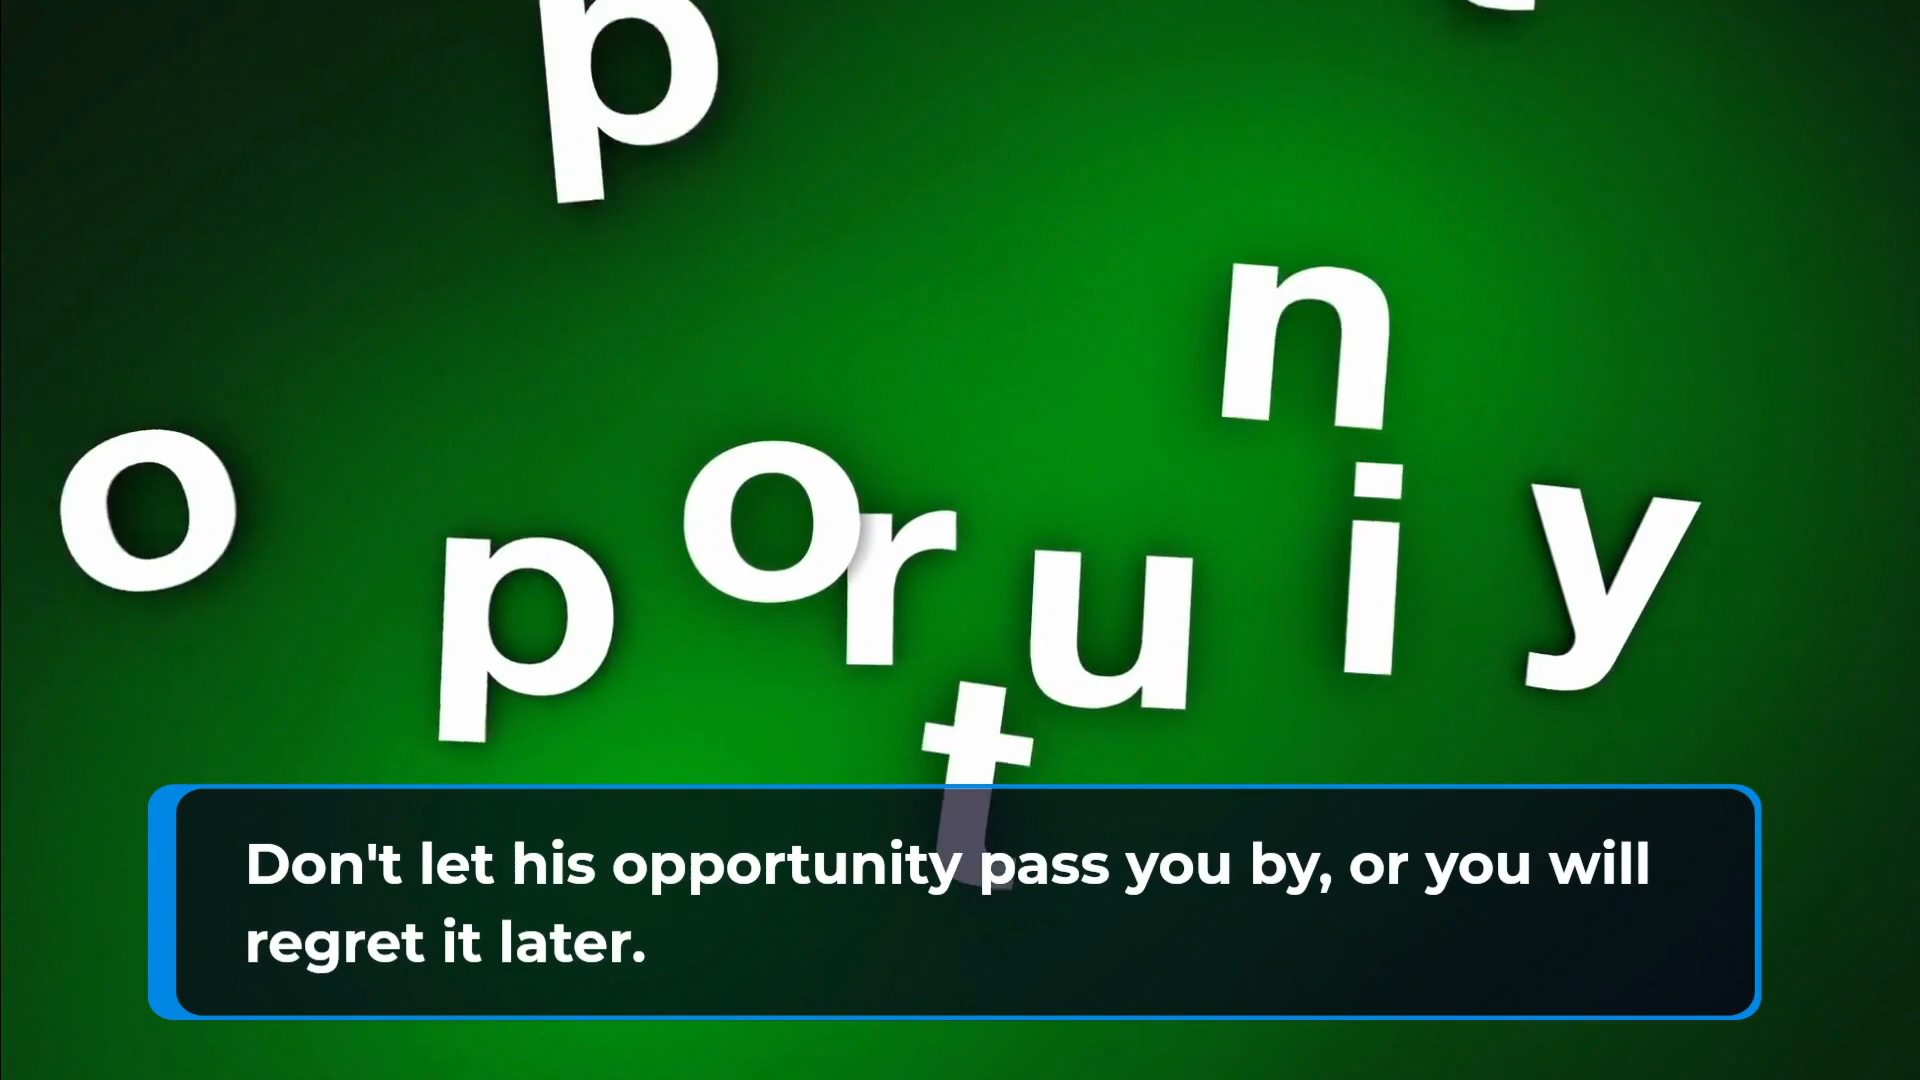 p
n
o p o r u i y
t
Don't let his opportunity pass you by, or you will
regret it later.